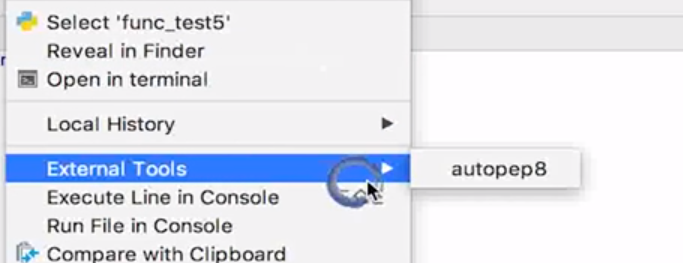 Select 'func_test5'
Reveal in Finder
Open in terminal
Local History
External Tools
autopep8
Execute Line in Console
Run File in Console
Compare with Clipboard